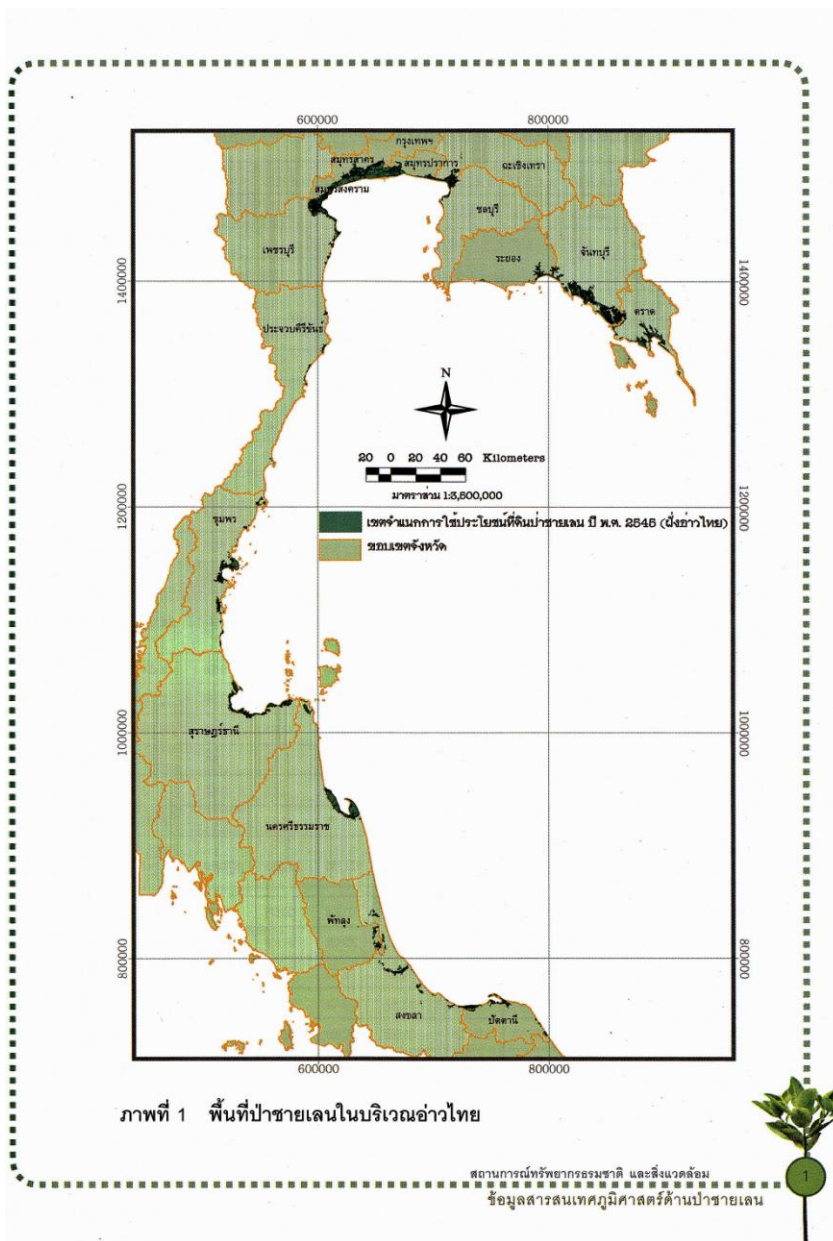 600000 800000
กรุงเทพฯ
สมุทรสาคร สมุทรปราการ
ฉะเชิงเทรา
สมุทรสงคราม
ชลบุรี
เพชรบุรี
ระยอง
จันทบุรี
1400000 1400000
ตราด
ประจวบคีรีขันธ์
N
20 0 20 40 60 Kilometers
มาตราส่วน 1:3,500,000
1200000 1200000
ชุมพร
เขตจำแนกการใช้ประโยชน์ที่ดินป่าชายเลน ปี พ.ศ. 2545 (ฝั่งอ่าวไทย)
ขอบเขตจังหวัด
สุราษฎร์ธานี
1000000 1000000
นครศรีธรรมราช
พัทลุง
800000 800000
สงขลา
ปัตตานี
600000 800000
ภาพที่ 1 พื้นที่ป่าชายเลนในบริเวณอ่าวไทย
สถานการณ์ทรัพยากรธรรมชาติ และสิ่งแวดล้อม
1
ข้อมูลสารสนเทศภูมิศาสตร์ด้านป่าชายเลน